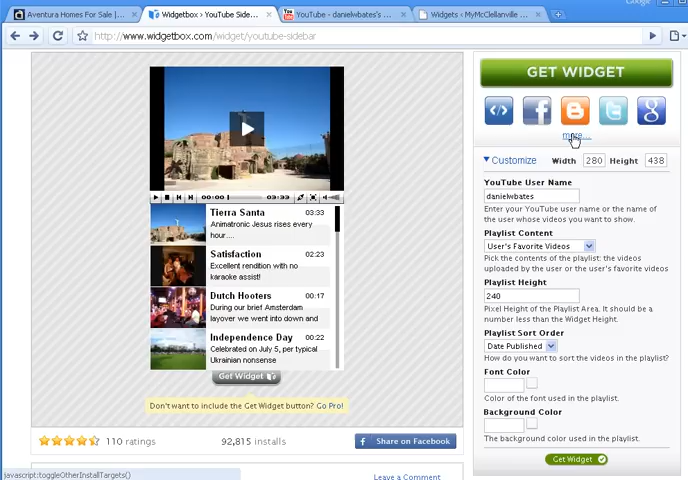 Google
Aventura Homes For Sale |...
Widgetbox › YouTube Side...
YouTube - danielwbates's ...
Widgets ‹ MyMcClellanville ...
http://www.widgetbox.com/widget/youtube-sidebar
GET WIDGET
more...
Customize Width 280 Height 438
YouTube User Name
danielwbates
Enter your YouTube user name or the name
of the user whose videos you want to show.
Playlist Content
User's Favorite Videos
Pick the contents of the playlist: the videos
uploaded by the user or the user's favorite videos
Playlist Height
240
Pixel Height of the Playlist Area. It should be a
number less than the Widget Height.
Playlist Sort Order
Date Published
How do you want to sort the videos in the playlist?
Font Color
Color of the font used in the playlist.
Background Color
The background color used in the playlist.
Get Widget
00:00 03:33
Tierra Santa 03:33
Animatronic Jesus rises every
hour....
Satisfaction 02:23
Excellent rendition with no
karaoke assist!
Dutch Hooters 00:17
During our brief Amsterdam
layover we went into down and
Independence Day 00:22
Celebrated on July 5, per typical
Ukrainian nonsense
Get Widget
Don't want to include the Get Widget button? Go Pro!
110 ratings 92,815 installs Share on Facebook
javascript:toggleOtherInstallTargets()
Leave a Comment